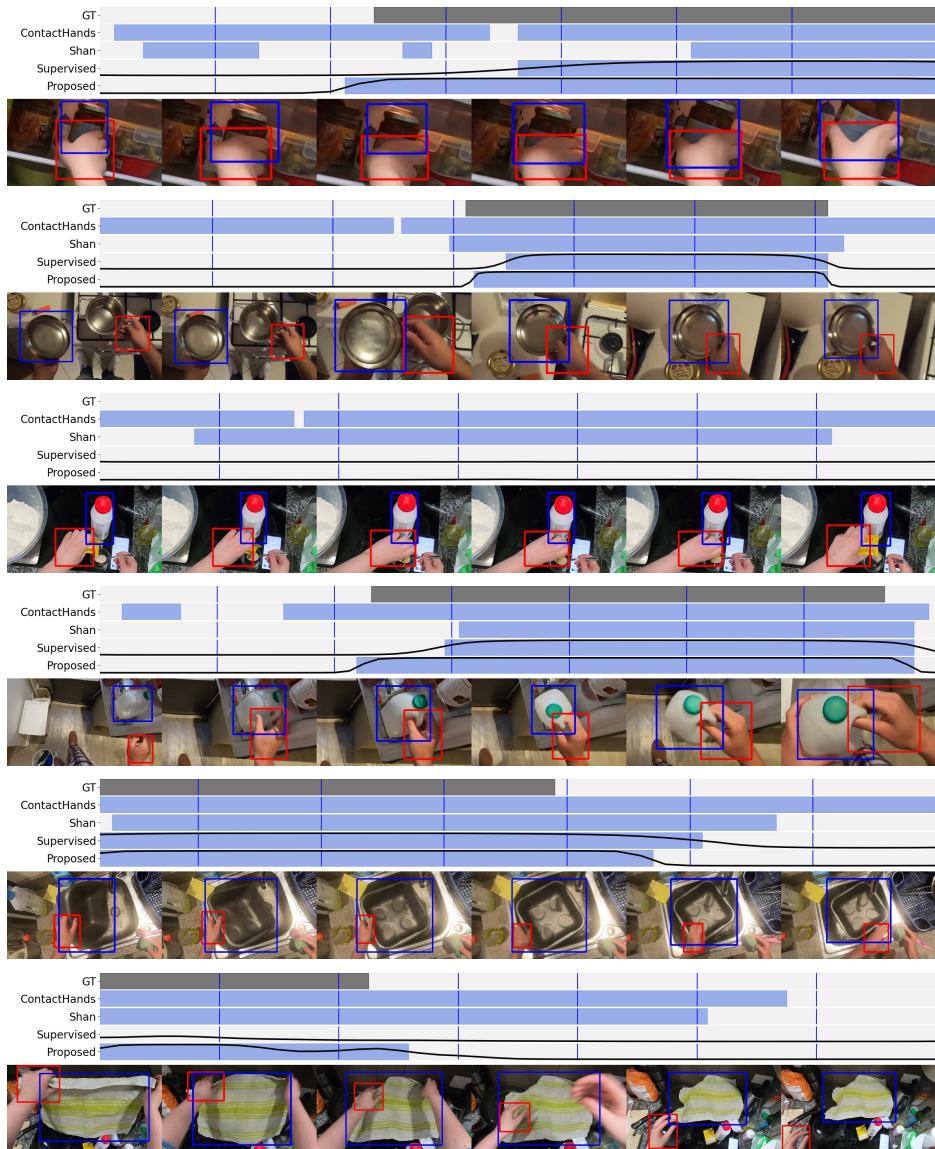 GT
ContactHands
Shan
Supervised
Proposed
GT
ContactHands
Shan
Supervised
Proposed
GT
ContactHands
Shan
Supervised
Proposed
GT
ContactHands
Shan
Supervised
Proposed
GT
ContactHands
Shan
Supervised
Proposed
GT
ContactHands
Shan
Supervised
Proposed